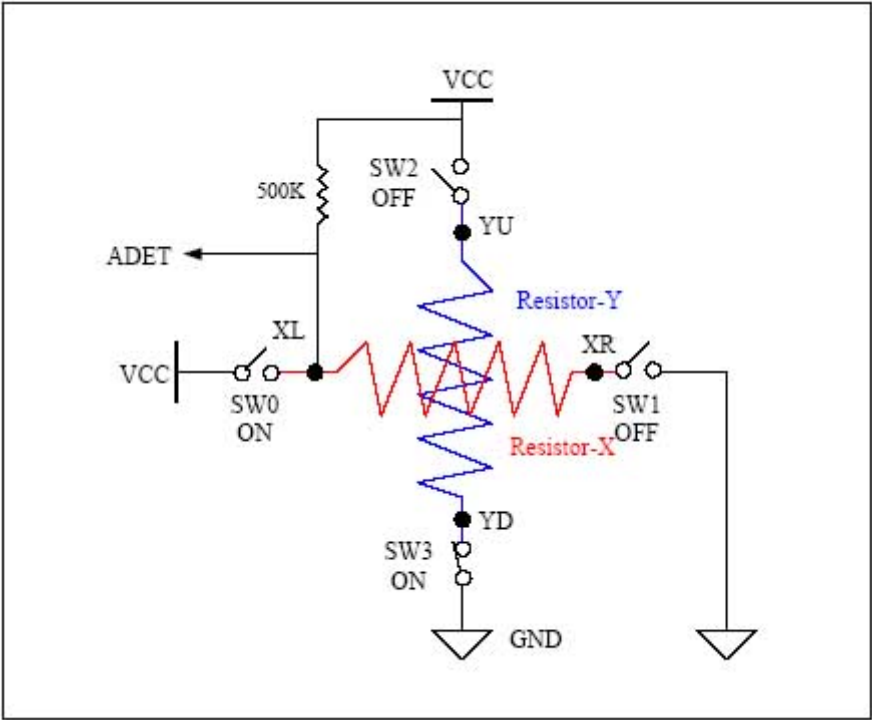 VCC
SW2
OFF
500K
YU
ADET
Resistor-Y
XL
XR
VCC
SW0
ON
SW1
OFF
Resistor-X
YD
SW3
ON
GND